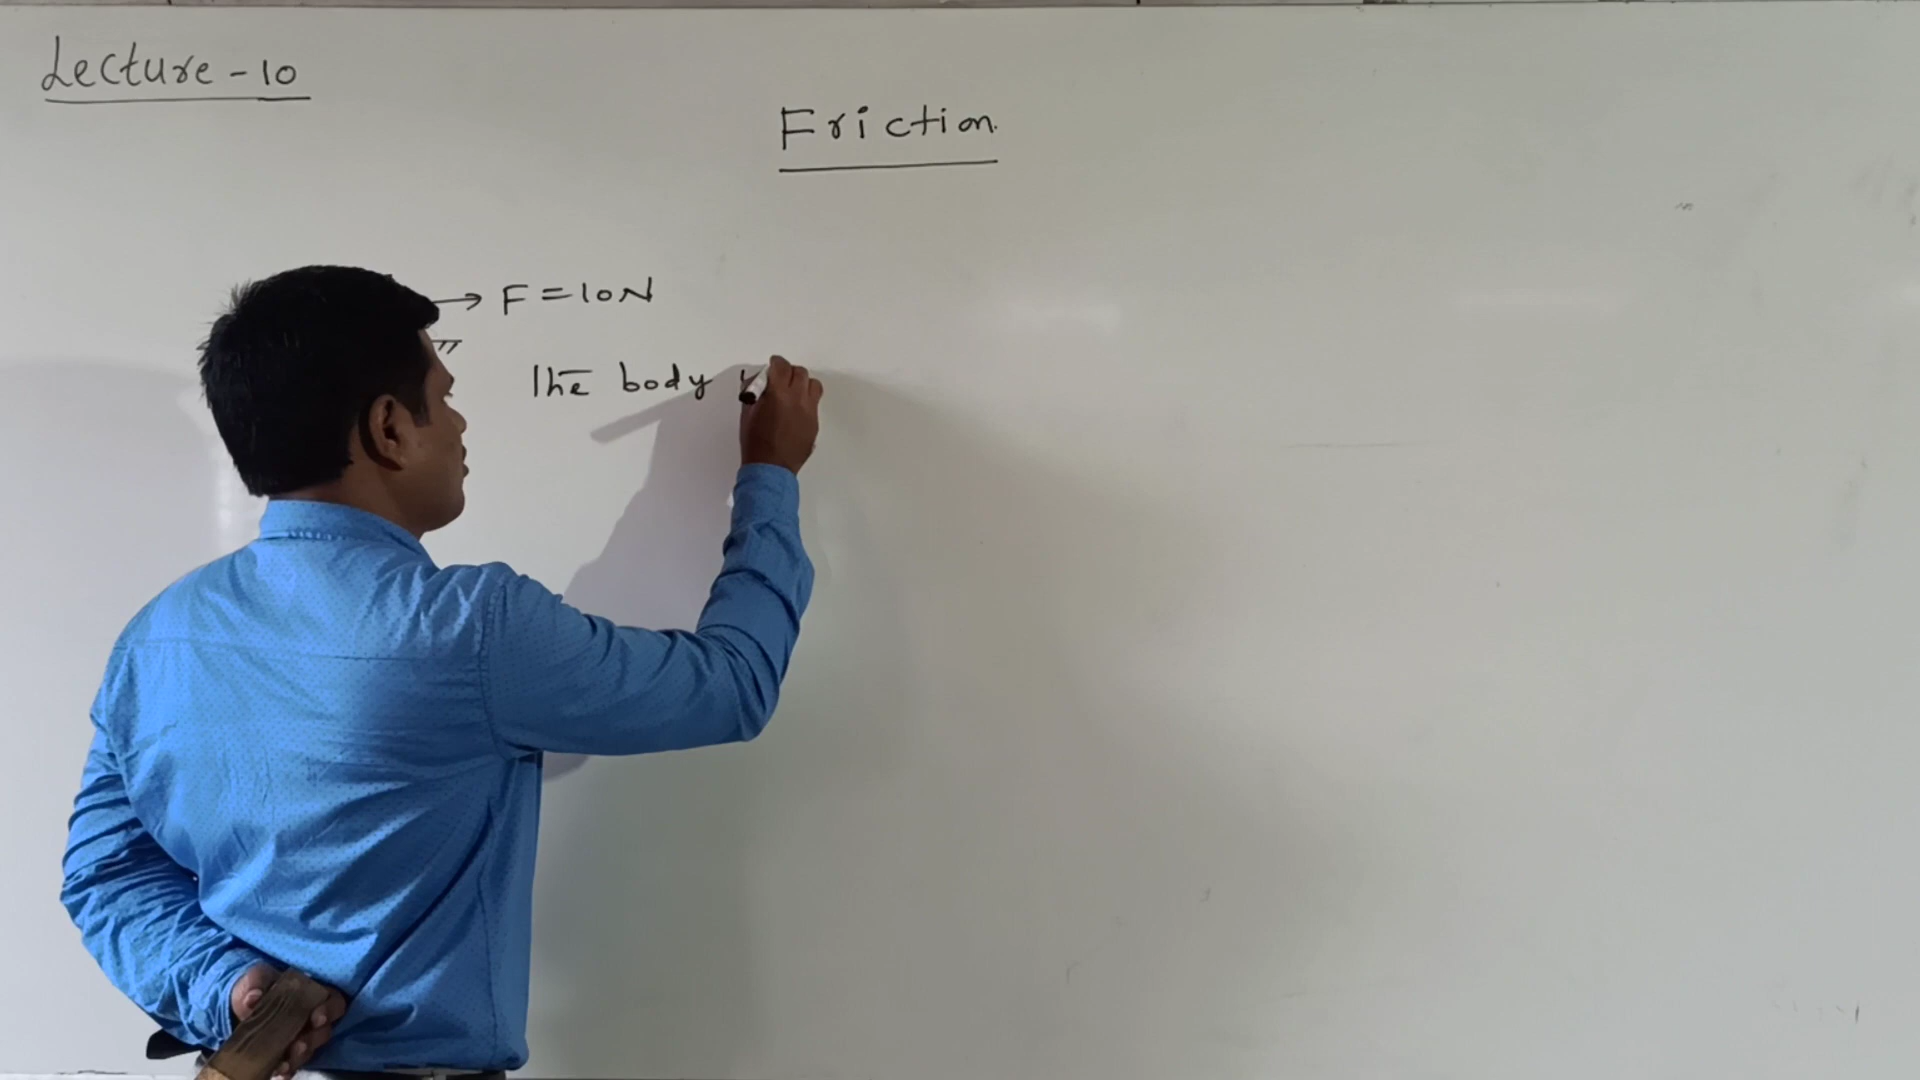 Lecture - 10
Friction
→ F = 10N
The body